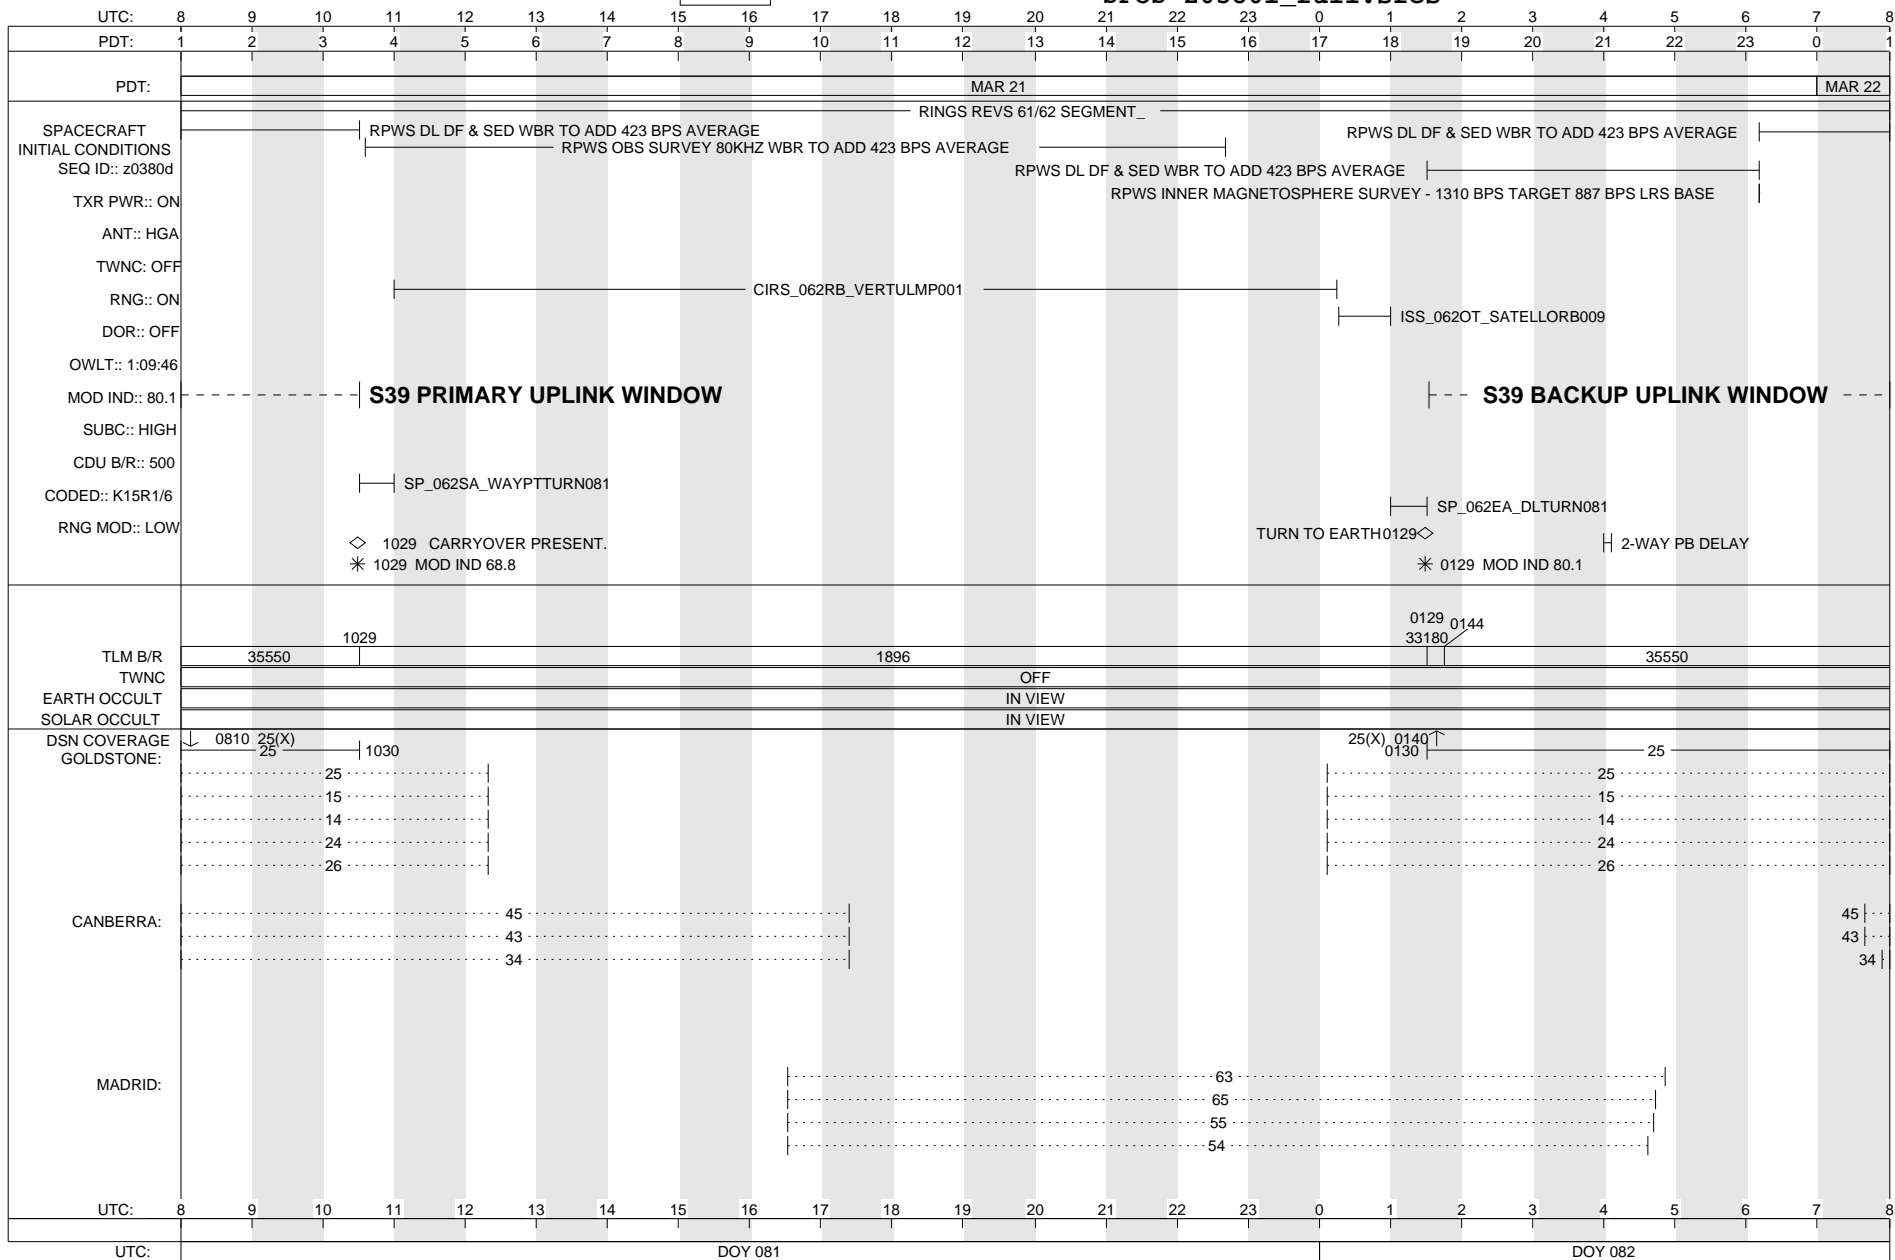 SFOS z0380f_full.sfos
UTC: 8 9 10 11 12 13 14 15 16 17 18 19 20 21 22 23 0 1 2 3 4 5 6 7 8
PDT: 1 2 3 4 5 6 7 8 9 10 11 12 13 14 15 16 17 18 19 20 21 22 23 0 1
PDT: MAR 21 MAR 22
RINGS REVS 61/62 SEGMENT_
SPACECRAFT
INITIAL CONDITIONS
RPWS DL DF & SED WBR TO ADD 423 BPS AVERAGE
RPWS DL DF & SED WBR TO ADD 423 BPS AVERAGE
RPWS OBS SURVEY 80KHZ WBR TO ADD 423 BPS AVERAGE
SEQ ID:: z0380d
RPWS DL DF & SED WBR TO ADD 423 BPS AVERAGE
RPWS INNER MAGNETOSPHERE SURVEY - 1310 BPS TARGET 887 BPS LRS BASE
TXR PWR:: ON
ANT:: HGA
TWNC: OFF
CIRS_062RB_VERTULMP001
RNG:: ON
ISS_062OT_SATELLORB009
DOR:: OFF
OWLT:: 1:09:46
MOD IND:: 80.1
S39 PRIMARY UPLINK WINDOW
S39 BACKUP UPLINK WINDOW
SUBC:: HIGH
CDU B/R:: 500
SP_062SA_WAYPTTURN081
CODED:: K15R1/6
SP_062EA_DLTURN081
RNG MOD:: LOW
TURN TO EARTH 0129
1029 CARRYOVER PRESENT.
2-WAY PB DELAY
1029 MOD IND 68.8
0129 MOD IND 80.1
0129 0144
1029 33180
TLM B/R 35550 1896 35550
TWNC OFF
EARTH OCCULT IN VIEW
SOLAR OCCULT IN VIEW
DSN COVERAGE
0810 25(X)
25(X) 0140
GOLDSTONE: 25 1030 0130 25
25 25
15 15
14 14
24 24
26 26
CANBERRA: 45 45
43 43
34 34
MADRID: 63
65
55
54
UTC: 8 9 10 11 12 13 14 15 16 17 18 19 20 21 22 23 0 1 2 3 4 5 6 7 8
UTC: DOY 081 DOY 082